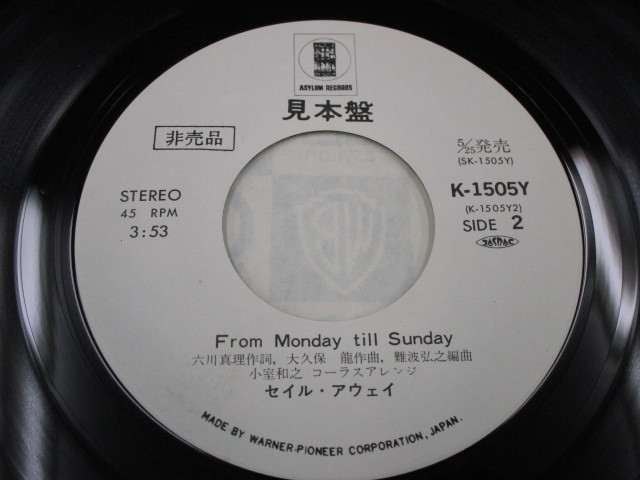 ASYLUM RECORDS
見本盤
非売品
5/25発売
(SK-1505Y)
STEREO
45 RPM
3:53
K-1505Y
(K-1505Y2)
SIDE 2
JASRAC
From Monday till Sunday
六川真理作詞, 大久保 龍作曲, 難波弘之編曲
小室和之 コーラスアレンジ
セイル・アウェイ
MADE BY WARNER-PIONEER CORPORATION, JAPAN.